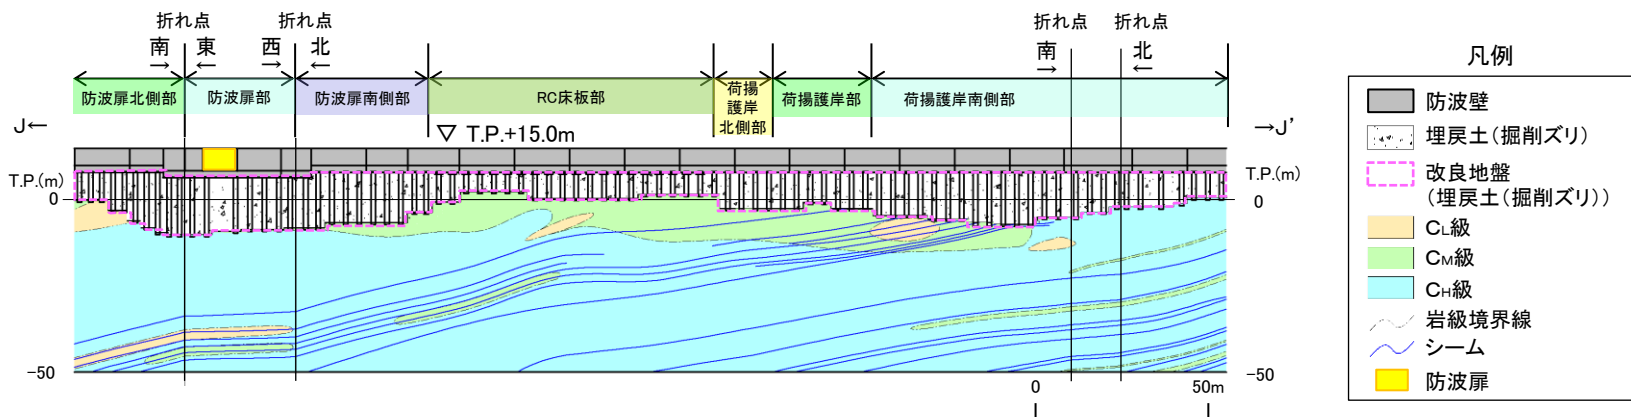 折れ点
折れ点
折れ点
折れ点
南
→
東
←
西
→
北
←
南
→
北
←
防波扉北側部
防波扉部
防波扉南側部
RC床板部
荷揚
護岸
北側部
荷揚護岸部
荷揚護岸南側部
J←
▽ T.P.+15.0m
→J’
T.P.(m)
T.P.(m)
0
0
-50
-50
0
50m
凡例
防波壁
埋戻土(掘削ズリ)
改良地盤
(埋戻土(掘削ズリ))
CL級
CM級
CH級
岩級境界線
シーム
防波扉